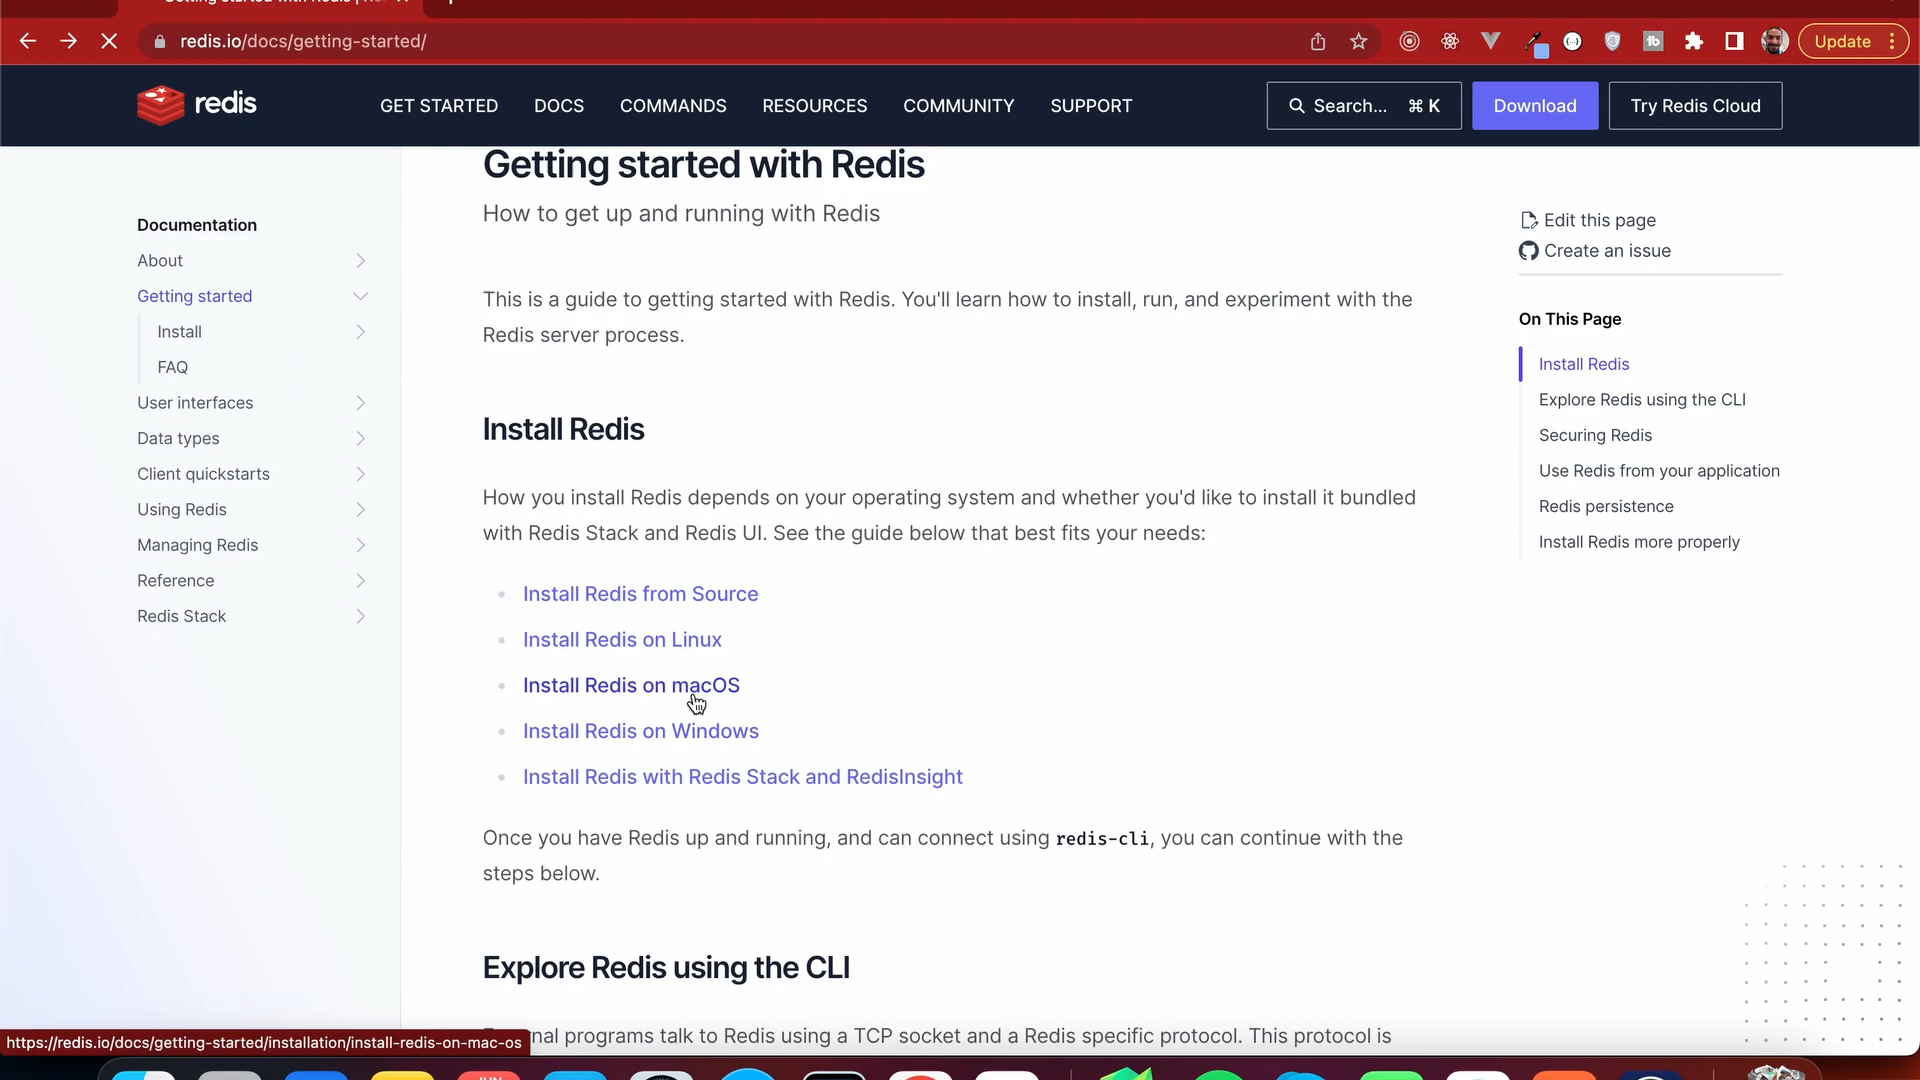 redis.io/docs/getting-started/
Update
redis
GET STARTED
DOCS
COMMANDS
RESOURCES
COMMUNITY
SUPPORT
Search... ⌘ K
Download
Try Redis Cloud
Documentation
About
Getting started
Install
FAQ
User interfaces
Data types
Client quickstarts
Using Redis
Managing Redis
Reference
Redis Stack
Getting started with Redis
How to get up and running with Redis
This is a guide to getting started with Redis. You'll learn how to install, run, and experiment with the
Redis server process.
Install Redis
How you install Redis depends on your operating system and whether you'd like to install it bundled
with Redis Stack and Redis UI. See the guide below that best fits your needs:
Install Redis from Source
Install Redis on Linux
Install Redis on macOS
Install Redis on Windows
Install Redis with Redis Stack and RedisInsight
Once you have Redis up and running, and can connect using redis-cli, you can continue with the
steps below.
Explore Redis using the CLI
programs talk to Redis using a TCP socket and a Redis specific protocol. This protocol is
Edit this page
Create an issue
On This Page
Install Redis
Explore Redis using the CLI
Securing Redis
Use Redis from your application
Redis persistence
Install Redis more properly
https://redis.io/docs/getting-started/installation/install-redis-on-mac-os